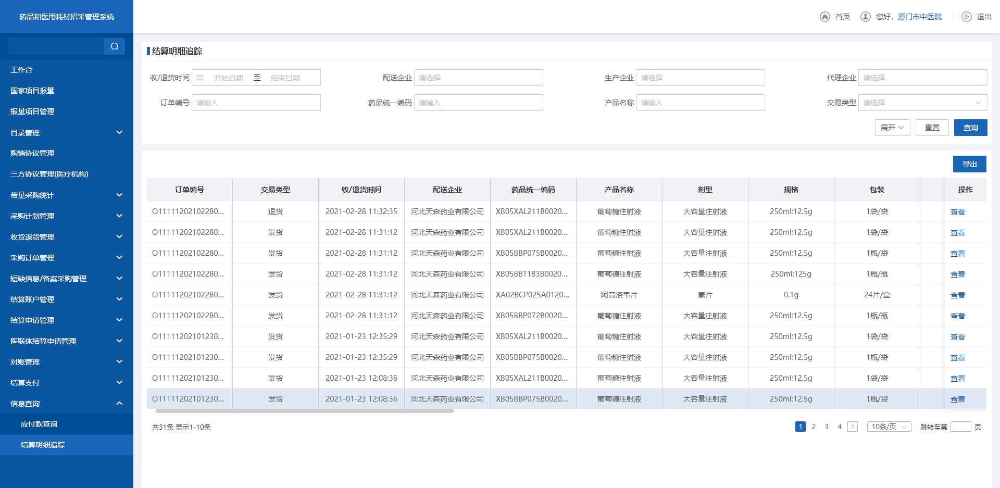 药品和医用耗材招采管理系统
首页
您好，厦门市中医院
退出
工作台
国家项目报量
报量项目管理
目录管理
购销协议管理
三方协议管理(医疗机构)
带量采购统计
采购计划管理
收货退货管理
采购订单管理
短缺信息/备案采购管理
结算账户管理
结算申请管理
医联体结算申请管理
对账管理
结算支付
信息查询
应付款查询
结算明细追踪
结算明细追踪
收/退货时间 开始日期 至 结束日期 配送企业 请选择 生产企业 请选择 代理企业 请选择
订单编号 请输入 药品统一编码 请输入 产品名称 请输入 交易类型 请选择
展开 重置 查询
导出
订单编号 交易类型 收/退货时间 配送企业 药品统一编码 产品名称 剂型 规格 包装 操作
O11111202102280... 退货 2021-02-28 11:32:35 河北天森药业有限公司 XB05XAL211B0020... 葡萄糖注射液 大容量注射液 250ml:12.5g 1袋/袋 查看
O11111202102280... 发货 2021-02-28 11:31:12 河北天森药业有限公司 XB05XAL211B0020... 葡萄糖注射液 大容量注射液 250ml:12.5g 1袋/袋 查看
O11111202102280... 发货 2021-02-28 11:31:12 河北天森药业有限公司 XB05BBP075B0020... 葡萄糖注射液 大容量注射液 250ml:12.5g 1瓶/袋 查看
O11111202102280... 发货 2021-02-28 11:31:12 河北天森药业有限公司 XB05BBT183B0020... 葡萄糖注射液 大容量注射液 250ml:125g 1瓶/瓶 查看
O11111202102280... 发货 2021-02-28 11:31:12 河北天森药业有限公司 XA02BCP025A0120... 阿昔洛韦片 素片 0.1g 24片/盒 查看
O11111202102280... 发货 2021-02-28 11:31:12 河北天森药业有限公司 XB05BBP072B0020... 葡萄糖注射液 大容量注射液 250ml:12.5g 1瓶/瓶 查看
O11111202101230... 发货 2021-01-23 12:35:29 河北天森药业有限公司 XB05XAL211B0020... 葡萄糖注射液 大容量注射液 250ml:12.5g 1袋/袋 查看
O11111202101230... 发货 2021-01-23 12:35:29 河北天森药业有限公司 XB05BBP075B0020... 葡萄糖注射液 大容量注射液 250ml:12.5g 1瓶/袋 查看
O11111202101230... 发货 2021-01-23 12:08:36 河北天森药业有限公司 XB05XAL211B0020... 葡萄糖注射液 大容量注射液 250ml:12.5g 1袋/袋 查看
O11111202101230... 发货 2021-01-23 12:08:36 河北天森药业有限公司 XB05BBP075B0020... 葡萄糖注射液 大容量注射液 250ml:12.5g 1瓶/袋 查看
共31条 显示1-10条 1 2 3 4 10条/页 跳转至第 页